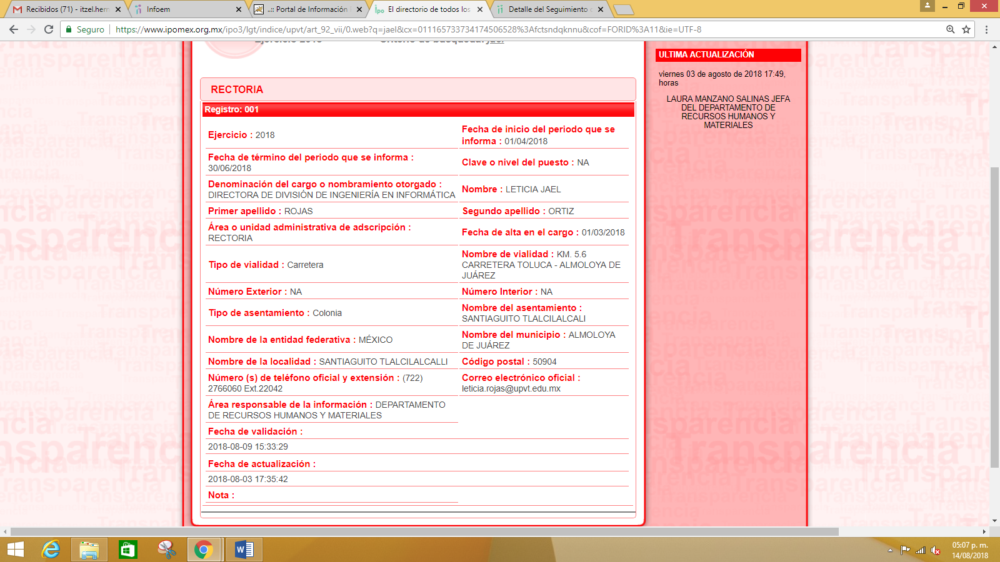 Recibidos (71) - itzel.hern
Infoem
..:: Portal de Información
El directorio de todos los
Detalle del Seguimiento
Seguro
https://www.ipomex.org.mx/ipo3/lgt/indice/upvt/art_92_vii/0.web?q=jael&cx=011165733734174506528%3Afctsndqknnu&cof=FORID%3A11&ie=UTF-8
RECTORIA
Registro: 001
Ejercicio : 2018
Fecha de inicio del periodo que se
informa : 01/04/2018
Fecha de término del periodo que se informa :
30/06/2018
Clave o nivel del puesto : NA
Denominación del cargo o nombramiento otorgado :
DIRECTORA DE DIVISIÓN DE INGENIERÍA EN INFORMÁTICA
Nombre : LETICIA JAEL
Primer apellido : ROJAS
Segundo apellido : ORTIZ
Área o unidad administrativa de adscripción :
RECTORIA
Fecha de alta en el cargo : 01/03/2018
Tipo de vialidad : Carretera
Nombre de vialidad : KM. 5.6
CARRETERA TOLUCA - ALMOLOYA DE
JUÁREZ
Número Exterior : NA
Número Interior : NA
Tipo de asentamiento : Colonia
Nombre del asentamiento :
SANTIAGUITO TLALCILALCALI
Nombre de la entidad federativa : MÉXICO
Nombre del municipio : ALMOLOYA
DE JUÁREZ
Nombre de la localidad : SANTIAGUITO TLALCILALCALLI
Código postal : 50904
Número (s) de teléfono oficial y extensión : (722)
2766060 Ext.22042
Correo electrónico oficial :
leticia.rojas@upvt.edu.mx
Área responsable de la información : DEPARTAMENTO
DE RECURSOS HUMANOS Y MATERIALES
Fecha de validación :
2018-08-09 15:33:29
Fecha de actualización :
2018-08-03 17:35:42
Nota :
ULTIMA ACTUALIZACIÓN
viernes 03 de agosto de 2018 17:49,
horas
LAURA MANZANO SALINAS JEFA
DEL DEPARTAMENTO DE
RECURSOS HUMANOS Y
MATERIALES
Transparencia
05:07 p. m.
14/08/2018